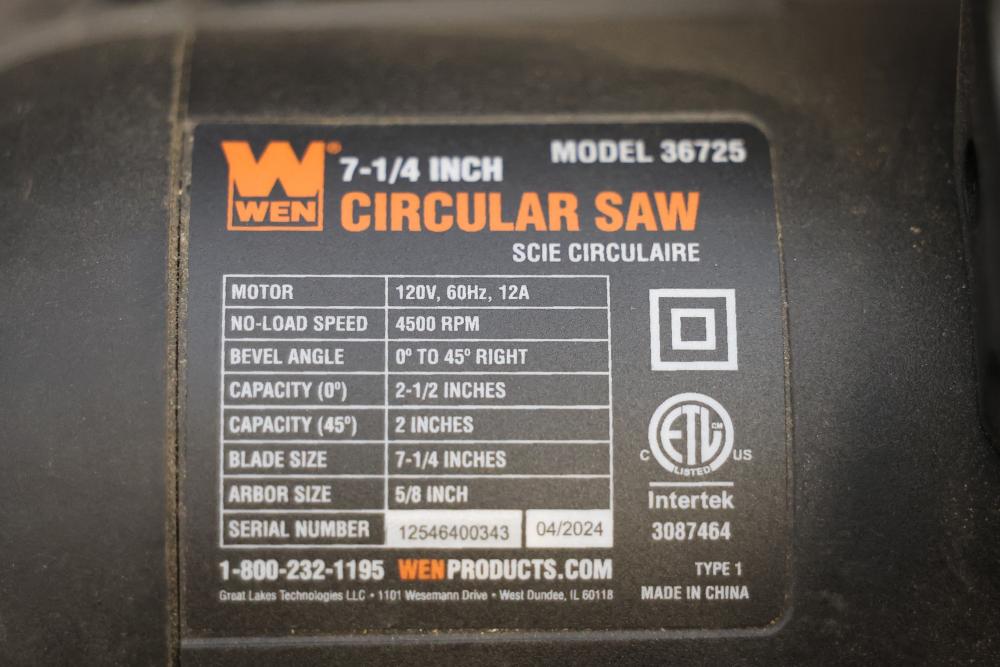 WEN®
7-1/4 INCH
MODEL 36725
CIRCULAR SAW
SCIE CIRCULAIRE
MOTOR 120V, 60Hz, 12A
NO-LOAD SPEED 4500 RPM
BEVEL ANGLE 0º TO 45º RIGHT
CAPACITY (0º) 2-1/2 INCHES
CAPACITY (45º) 2 INCHES
BLADE SIZE 7-1/4 INCHES
ARBOR SIZE 5/8 INCH
SERIAL NUMBER 12546400343 04/2024
ETL CM
LISTED
C US
Intertek
3087464
1-800-232-1195 WENPRODUCTS.COM
TYPE 1
Great Lakes Technologies LLC • 1101 Wesemann Drive • West Dundee, IL 60118
MADE IN CHINA